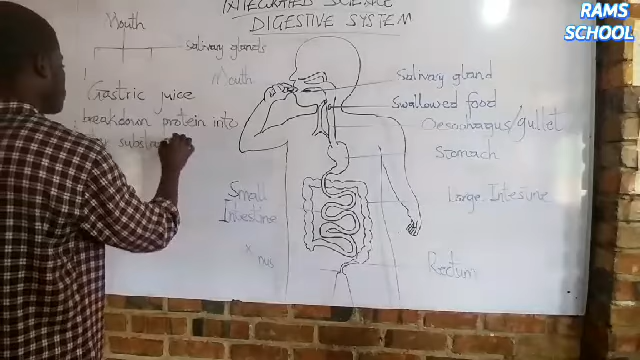 INTEGRATED SCIENCE
DIGESTIVE SYSTEM
RAMS
SCHOOL
Mouth
salivary glands
Gastric juice
breakdown protein into
Mouth
Salivary gland
Swallowed food
Oesophagus/gullet
Stomach
Small
Intestine
Large Intestine
Rectum
nus